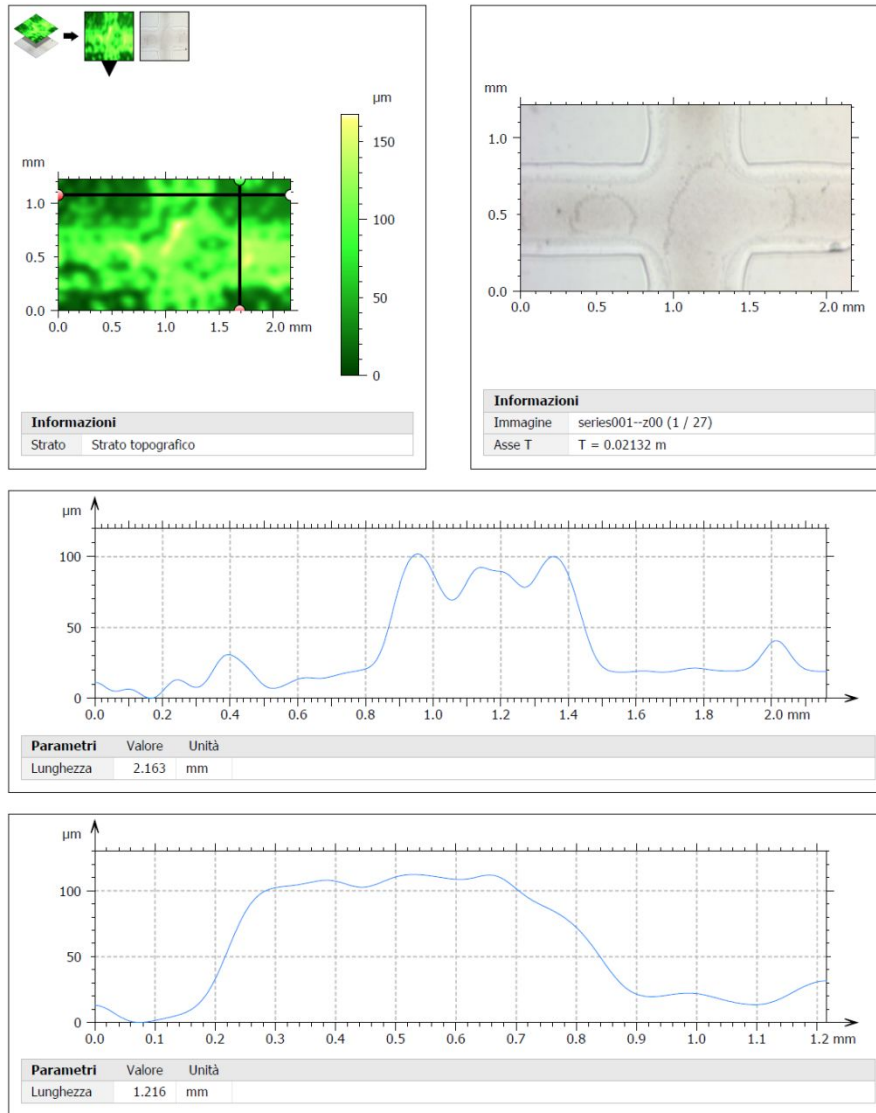 µm
150
100
50
0
mm
1.0
0.5
0.0
0.0 0.5 1.0 1.5 2.0 mm
Informazioni
Strato Strato topografico
mm
1.0
0.5
0.0
0.0 0.5 1.0 1.5 2.0
Informazioni
Immagine series001--z00 (1 / 27)
Asse T T = 0.02132 m
µm
100
50
0
0.0 0.2 0.4 0.6 0.8 1.0 1.2 1.4 1.6 1.8 2.0 mm
Parametri Valore Unità
Lunghezza 2.163 mm
µm
100
50
0
0.0 0.1 0.2 0.3 0.4 0.5 0.6 0.7 0.8 0.9 1.0 1.1 1.2 mm
Parametri Valore Unità
Lunghezza 1.216 mm